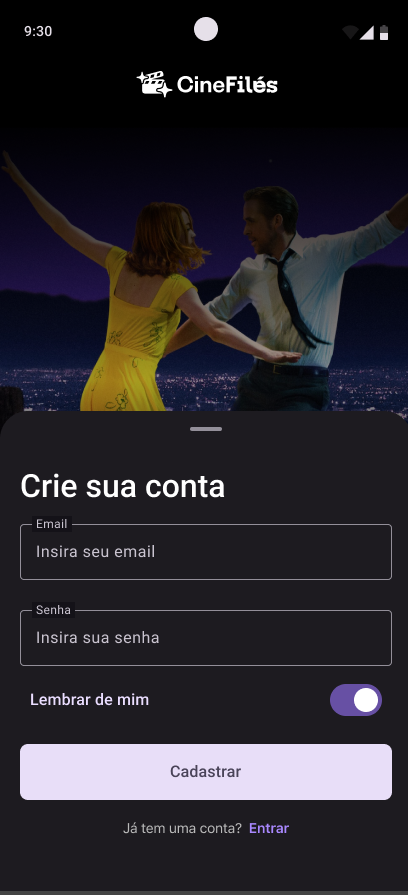 9:30
CineFilés
Crie sua conta
Email
Insira seu email
Senha
Insira sua senha
Lembrar de mim
Cadastrar
Já tem uma conta? Entrar